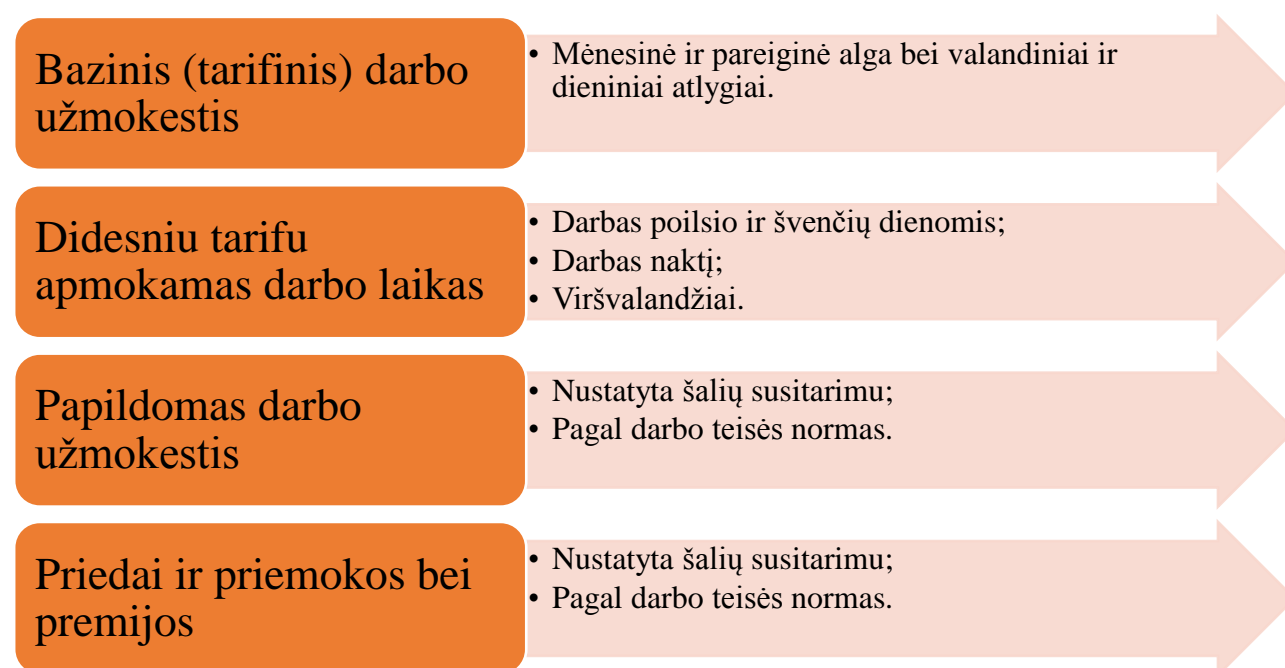 Bazinis (tarifinis) darbo
užmokestis
• Mėnesinė ir pareiginė alga bei valandiniai ir
dieniniai atlygiai.
Didesniu tarifu
apmokamas darbo laikas
• Darbas poilsio ir švenčių dienomis;
• Darbas naktį;
• Viršvalandžiai.
Papildomas darbo
užmokestis
• Nustatyta šalių susitarimu;
• Pagal darbo teisės normas.
Priedai ir priemokos bei
premijos
• Nustatyta šalių susitarimu;
• Pagal darbo teisės normas.